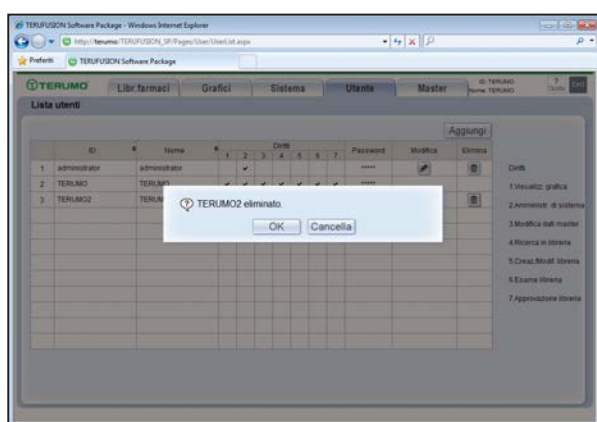 TERUFUSION Software Package - Windows Internet Explorer
http://terumo/TERUFUSION_SP/Pages/User/UserList.aspx
Preferiti TERUFUSION Software Package
TERUMO Libr.farmaci Grafici Sistema Utente Master ID: TERUMO
Nome: TERUMO
? Guida
Lista utenti
Aggiungi
ID Nome Diritti Password Modifica Elimina
1 2 3 4 5 6 7
1 administrator administrator *****
2 TERUMO TERUMO *****
3 TERUMO2
Diritti
1.Visualizz. grafica
2.Amministr. di sistema
3.Modifica dati master
4.Ricerca in libreria
5.Creaz./Modif. libreria
6.Esame libreria
7.Approvazione libreria
TERUMO2 eliminato.
OK Cancella